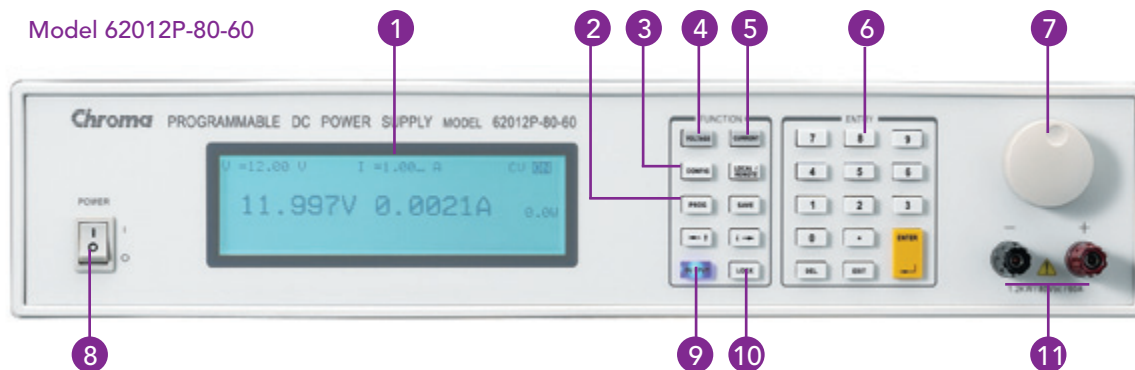 Model 62012P-80-60
1 2 3 4 5 6 7
Chroma PROGRAMMABLE DC POWER SUPPLY MODEL 62012P-80-60
FUNCTION
ENTRY
V =12.00 V I =1.00 A CV
11.997V 0.0021A 0.0W
POWER
I
O
I
O
VOLTAGE CURRENT
CONFIG LOCAL / REMOTE
PROG SAVE
OUTPUT LOCK
7 8 9
4 5 6
1 2 3
0 . ENTER
DEL EXIT
- +
8 9 10 11